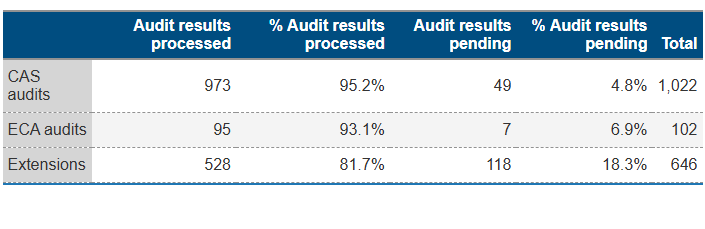 Audit results processed % Audit results processed Audit results pending % Audit results pending Total
CAS audits 973 95.2% 49 4.8% 1,022
ECA audits 95 93.1% 7 6.9% 102
Extensions 528 81.7% 118 18.3% 646